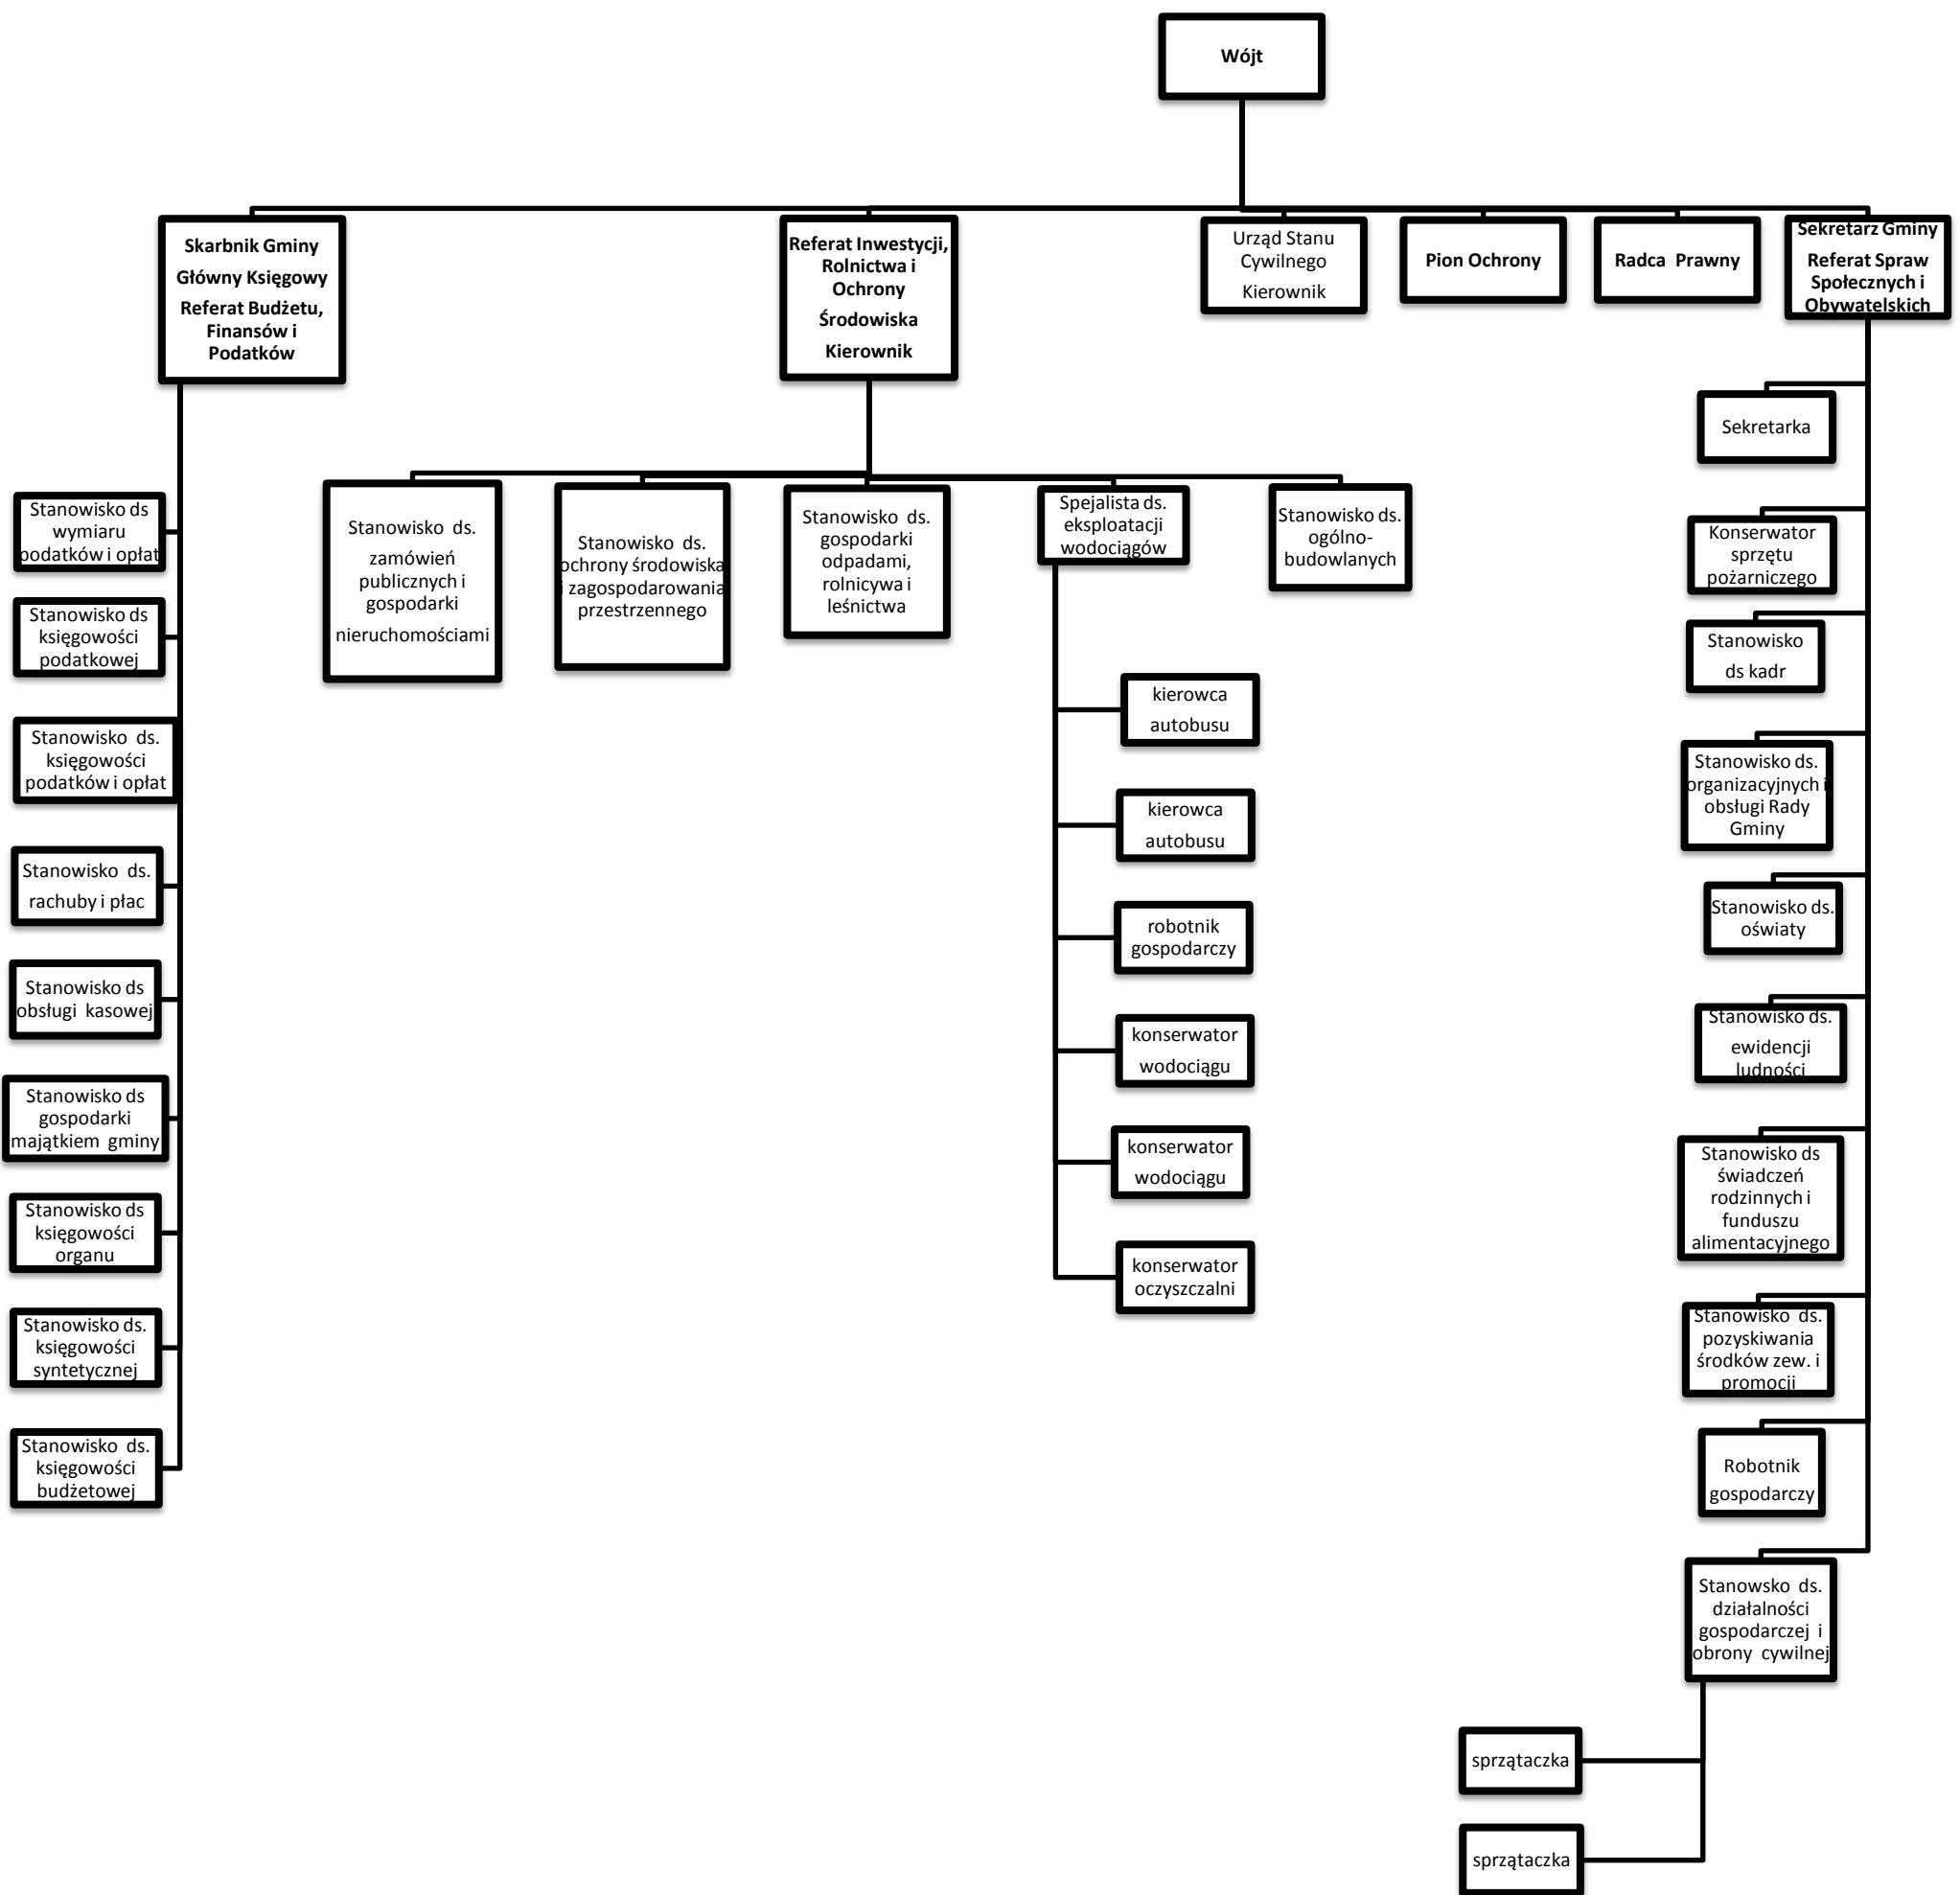 Wójt
Skarbnik Gminy
Główny Księgowy
Referat Budżetu,
Finansów i
Podatków
Referat Inwestycji,
Rolnictwa i
Ochrony
Środowiska
Kierownik
Urząd Stanu
Cywilnego
Kierownik
Pion Ochrony
Radca Prawny
Sekretarz Gminy
Referat Spraw
Społecznych i
Obywatelskich
Stanowisko ds
wymiaru
podatków i opłat
Stanowisko ds
księgowości
podatkowej
Stanowisko ds.
księgowości
podatków i opłat
Stanowisko ds.
rachuby i płac
Stanowisko ds
obsługi kasowej
Stanowisko ds
gospodarki
majątkiem gminy
Stanowisko ds
księgowości
organu
Stanowisko ds.
księgowości
syntetycznej
Stanowisko ds.
księgowości
budżetowej
Stanowisko ds.
zamówień
publicznych i
gospodarki
nieruchomościami
Stanowisko ds.
ochrony środowiska
i zagospodarowania
przestrzennego
Stanowisko ds.
gospodarki
odpadami,
rolnicywa i
leśnictwa
Spejalista ds.
eksploatacji
wodociągów
Stanowisko ds.
ogólno-
budowlanych
kierowca
autobusu
kierowca
autobusu
robotnik
gospodarczy
konserwator
wodociągu
konserwator
wodociągu
konserwator
oczyszczalni
Sekretarka
Konserwator
sprzętu
pożarniczego
Stanowisko
ds kadr
Stanowisko ds.
organizacyjnych i
obsługi Rady
Gminy
Stanowisko ds.
oświaty
Stanowisko ds.
ewidencji
ludności
Stanowisko ds
świadczeń
rodzinnych i
funduszu
alimentacyjnego
Stanowisko ds.
pozyskiwania
środków zew. i
promocji
Robotnik
gospodarczy
Stanowsko ds.
działalności
gospodarczej i
obrony cywilnej
sprzątaczka
sprzątaczka